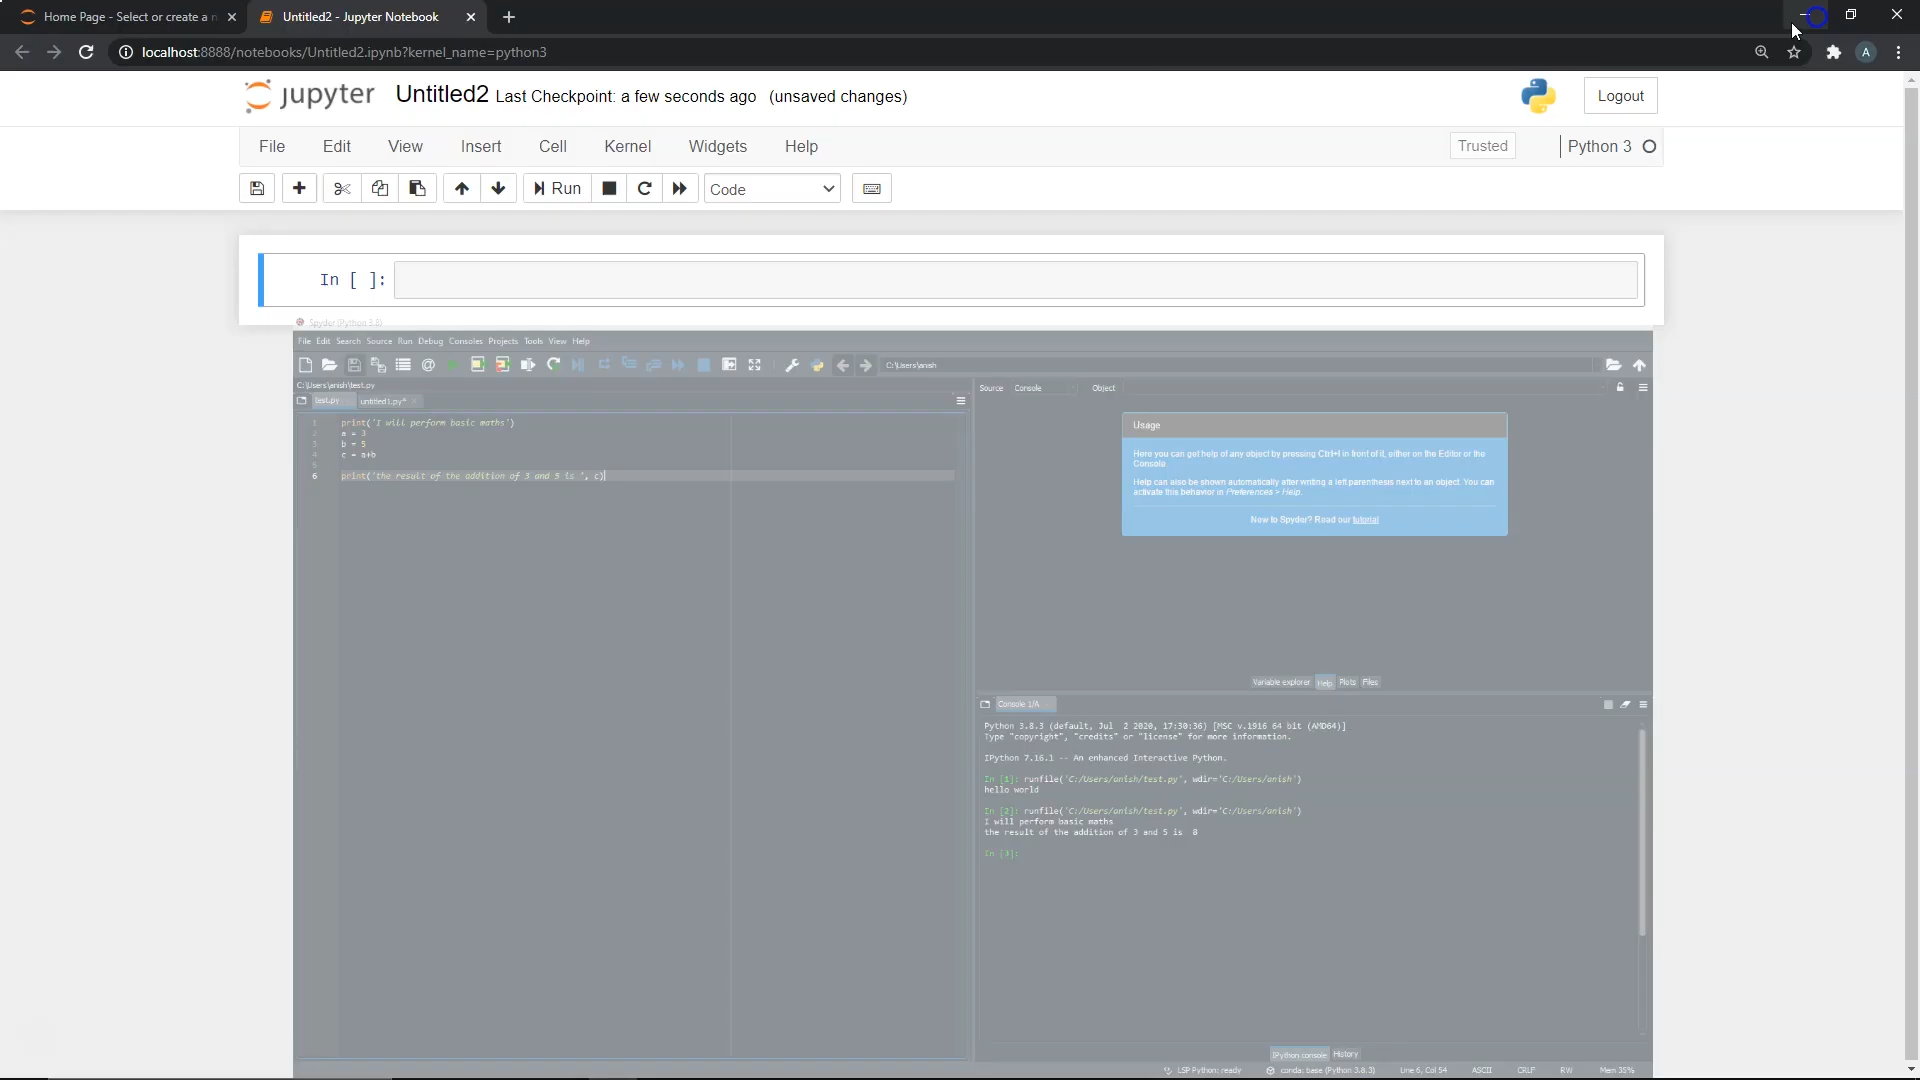 Home Page - Select or create a n
Untitled2 - Jupyter Notebook
localhost:8888/notebooks/Untitled2.ipynb?kernel_name=python3
A
jupyter Untitled2 Last Checkpoint: a few seconds ago (unsaved changes)
Logout
File Edit View Insert Cell Kernel Widgets Help
Trusted
Python 3
Run
Code
In [ ]:
Spyder (Python 3.8)
File Edit Search Source Run Debug Consoles Projects Tools View Help
C:\Users\anish
C:\Users\anish\test.py
test.py untitled1.py*
Source Console Object
1 print('I will perform basic maths')
2 a = 3
3 b = 5
4 c = a+b
5
6 print('the result of the addition of 3 and 5 is ', c)
Usage
Here you can get help of any object by pressing Ctrl+I in front of it, either on the Editor or the
Console.
Help can also be shown automatically after writing a left parenthesis next to an object. You can
activate this behavior in Preferences > Help.
New to Spyder? Read our tutorial
Variable explorer Help Plots Files
Console 1/A
Python 3.8.3 (default, Jul 2 2020, 17:30:36) [MSC v.1916 64 bit (AMD64)]
Type "copyright", "credits" or "license" for more information.
IPython 7.16.1 -- An enhanced Interactive Python.
In [1]: runfile('C:/Users/anish/test.py', wdir='C:/Users/anish')
hello world
In [2]: runfile('C:/Users/anish/test.py', wdir='C:/Users/anish')
I will perform basic maths
the result of the addition of 3 and 5 is  8
In [3]:
IPython console History
LSP Python: ready conda: base (Python 3.8.3) Line 6, Col 54 ASCII CRLF RW Mem 35%